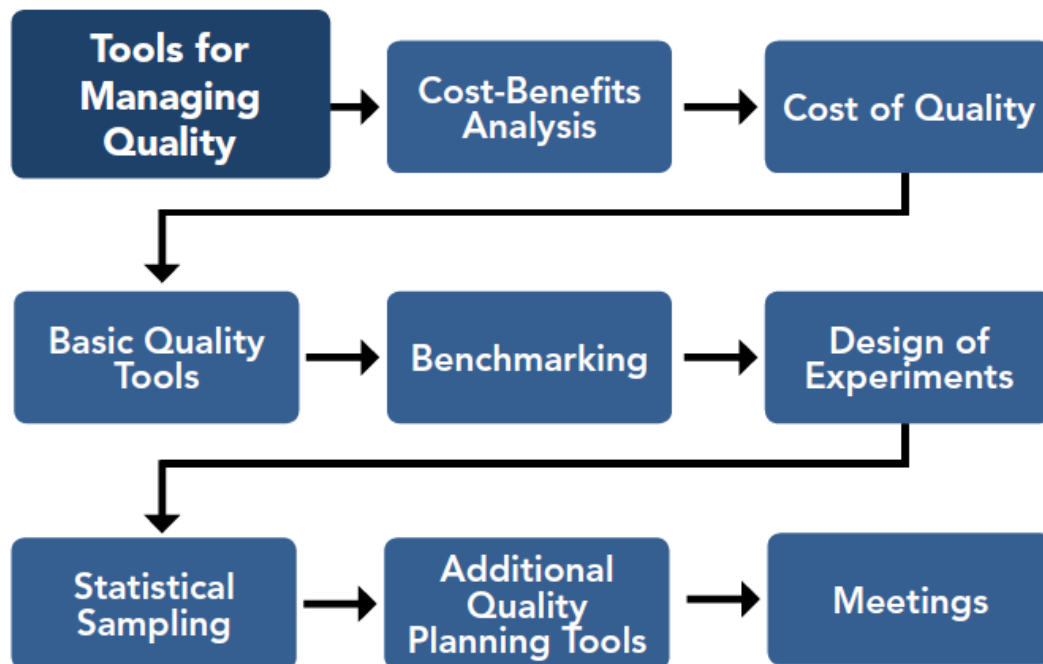 Tools for
Managing
Quality
Cost-Benefits
Analysis
Cost of Quality
Basic Quality
Tools
Benchmarking
Design of
Experiments
Statistical
Sampling
Additional
Quality
Planning Tools
Meetings